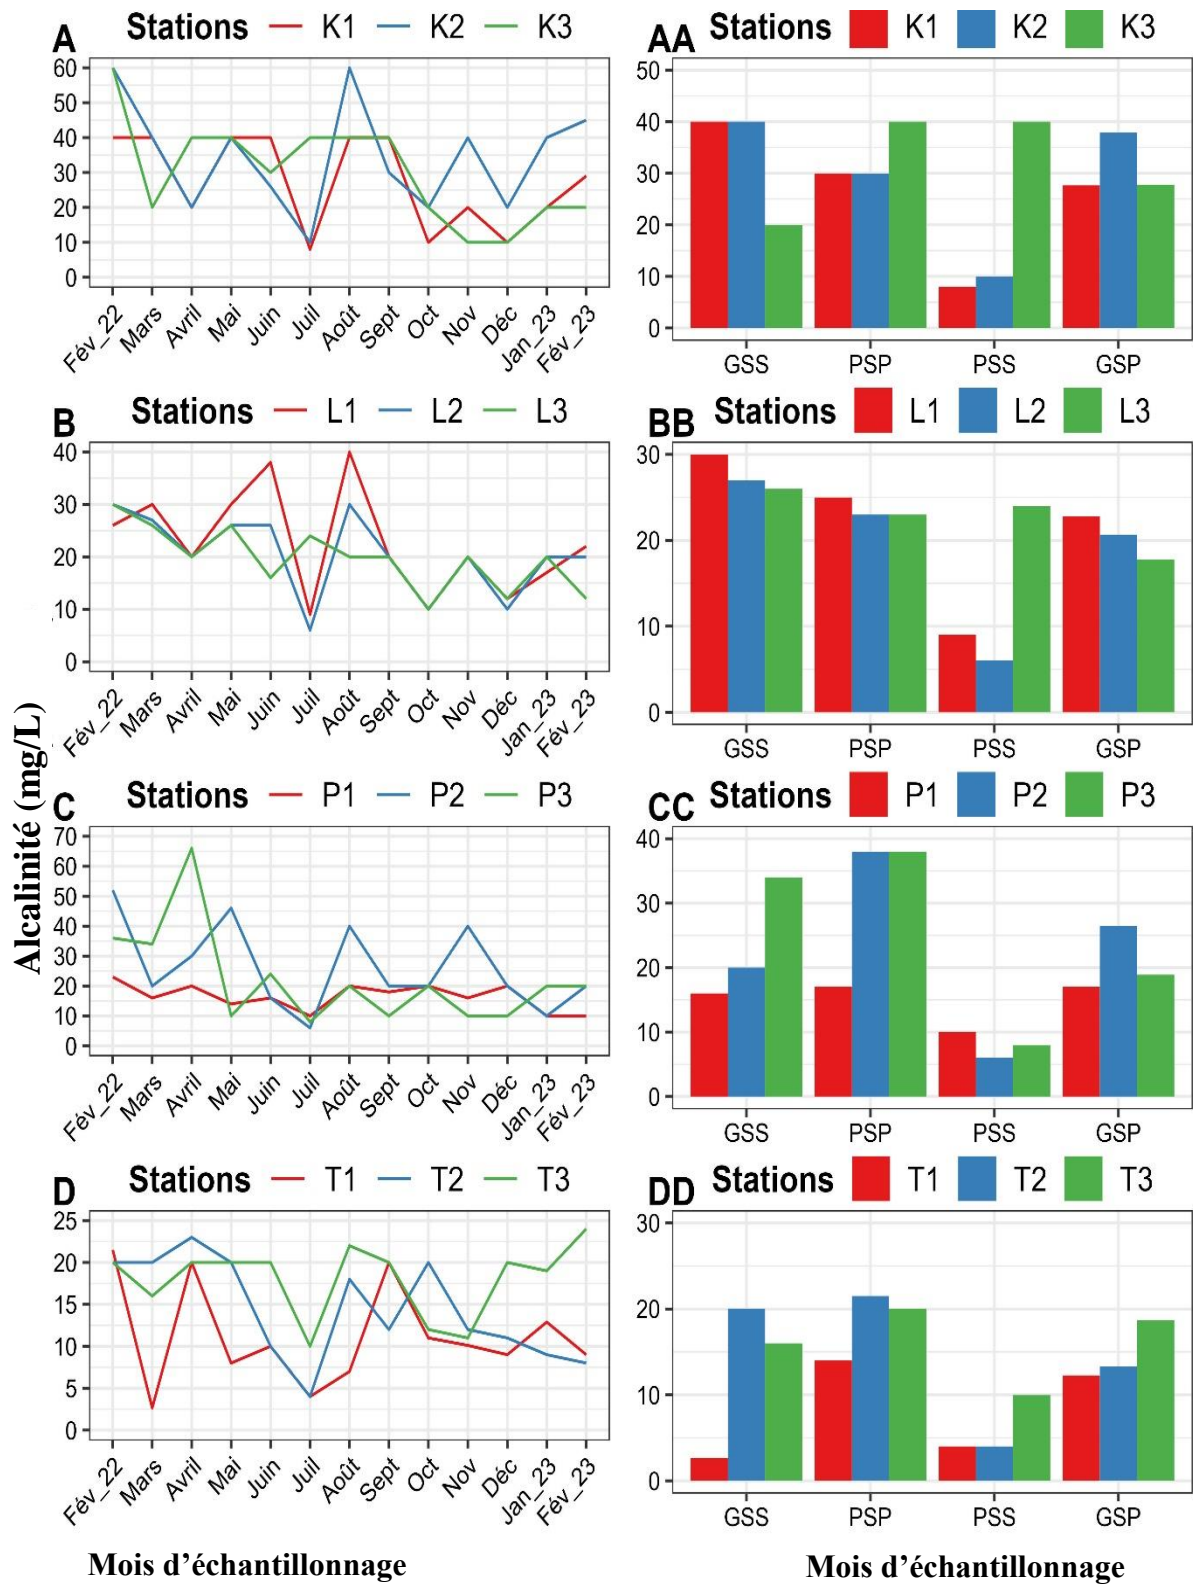 A Stations K1 K2 K3
60
50
40
30
20
10
0
Fév_22 Mars Avril Mai Juin Juil Août Sept Oct Nov Déc Jan_23 Fév_23
AA Stations K1 K2 K3
50
40
30
20
10
0
GSS PSP PSS GSP
B Stations L1 L2 L3
40
30
20
10
0
Fév_22 Mars Avril Mai Juin Juil Août Sept Oct Nov Déc Jan_23 Fév_23
BB Stations L1 L2 L3
30
20
10
0
GSS PSP PSS GSP
Alcalinité (mg/L)
C Stations P1 P2 P3
70
60
50
40
30
20
10
0
Fév_22 Mars Avril Mai Juin Juil Août Sept Oct Nov Déc Jan_23 Fév_23
CC Stations P1 P2 P3
40
30
20
10
0
GSS PSP PSS GSP
D Stations T1 T2 T3
25
20
15
10
5
0
Fév_22 Mars Avril Mai Juin Juil Août Sept Oct Nov Déc Jan_23 Fév_23
DD Stations T1 T2 T3
30
20
10
0
GSS PSP PSS GSP
Mois d’échantillonnage
Mois d’échantillonnage